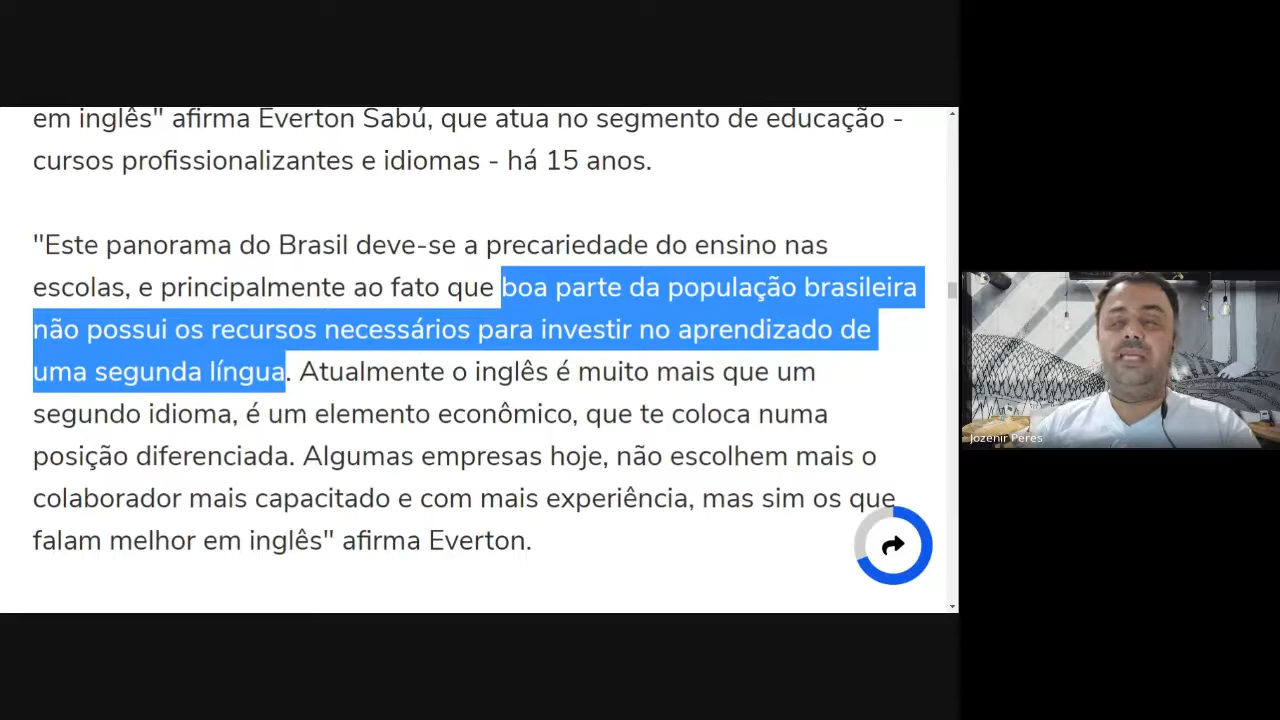 em inglês" afirma Everton Sabú, que atua no segmento de educação -
cursos profissionalizantes e idiomas - há 15 anos.
"Este panorama do Brasil deve-se a precariedade do ensino nas
escolas, e principalmente ao fato que boa parte da população brasileira
não possui os recursos necessários para investir no aprendizado de
uma segunda língua. Atualmente o inglês é muito mais que um
segundo idioma, é um elemento econômico, que te coloca numa
posição diferenciada. Algumas empresas hoje, não escolhem mais o
colaborador mais capacitado e com mais experiência, mas sim os que
falam melhor em inglês" afirma Everton.
Jozenir Peres